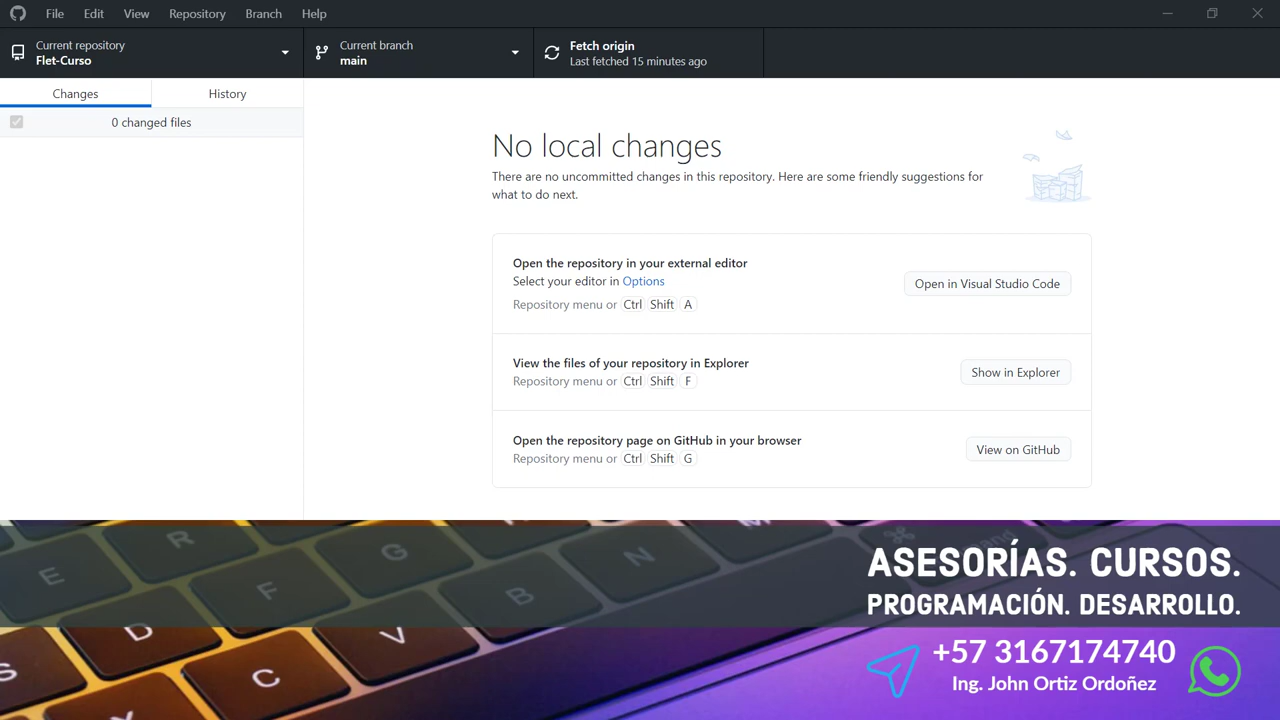 File Edit View Repository Branch Help
Current repository
Flet-Curso
Current branch
main
Fetch origin
Last fetched 15 minutes ago
Changes
History
0 changed files
No local changes
There are no uncommitted changes in this repository. Here are some friendly suggestions for
what to do next.
Open the repository in your external editor
Select your editor in Options
Repository menu or Ctrl Shift A
Open in Visual Studio Code
View the files of your repository in Explorer
Repository menu or Ctrl Shift F
Show in Explorer
Open the repository page on GitHub in your browser
Repository menu or Ctrl Shift G
View on GitHub
E R F G D C V B N M
ASESORÍAS. CURSOS.
PROGRAMACIÓN. DESARROLLO.
+57 3167174740
Ing. John Ortiz Ordoñez